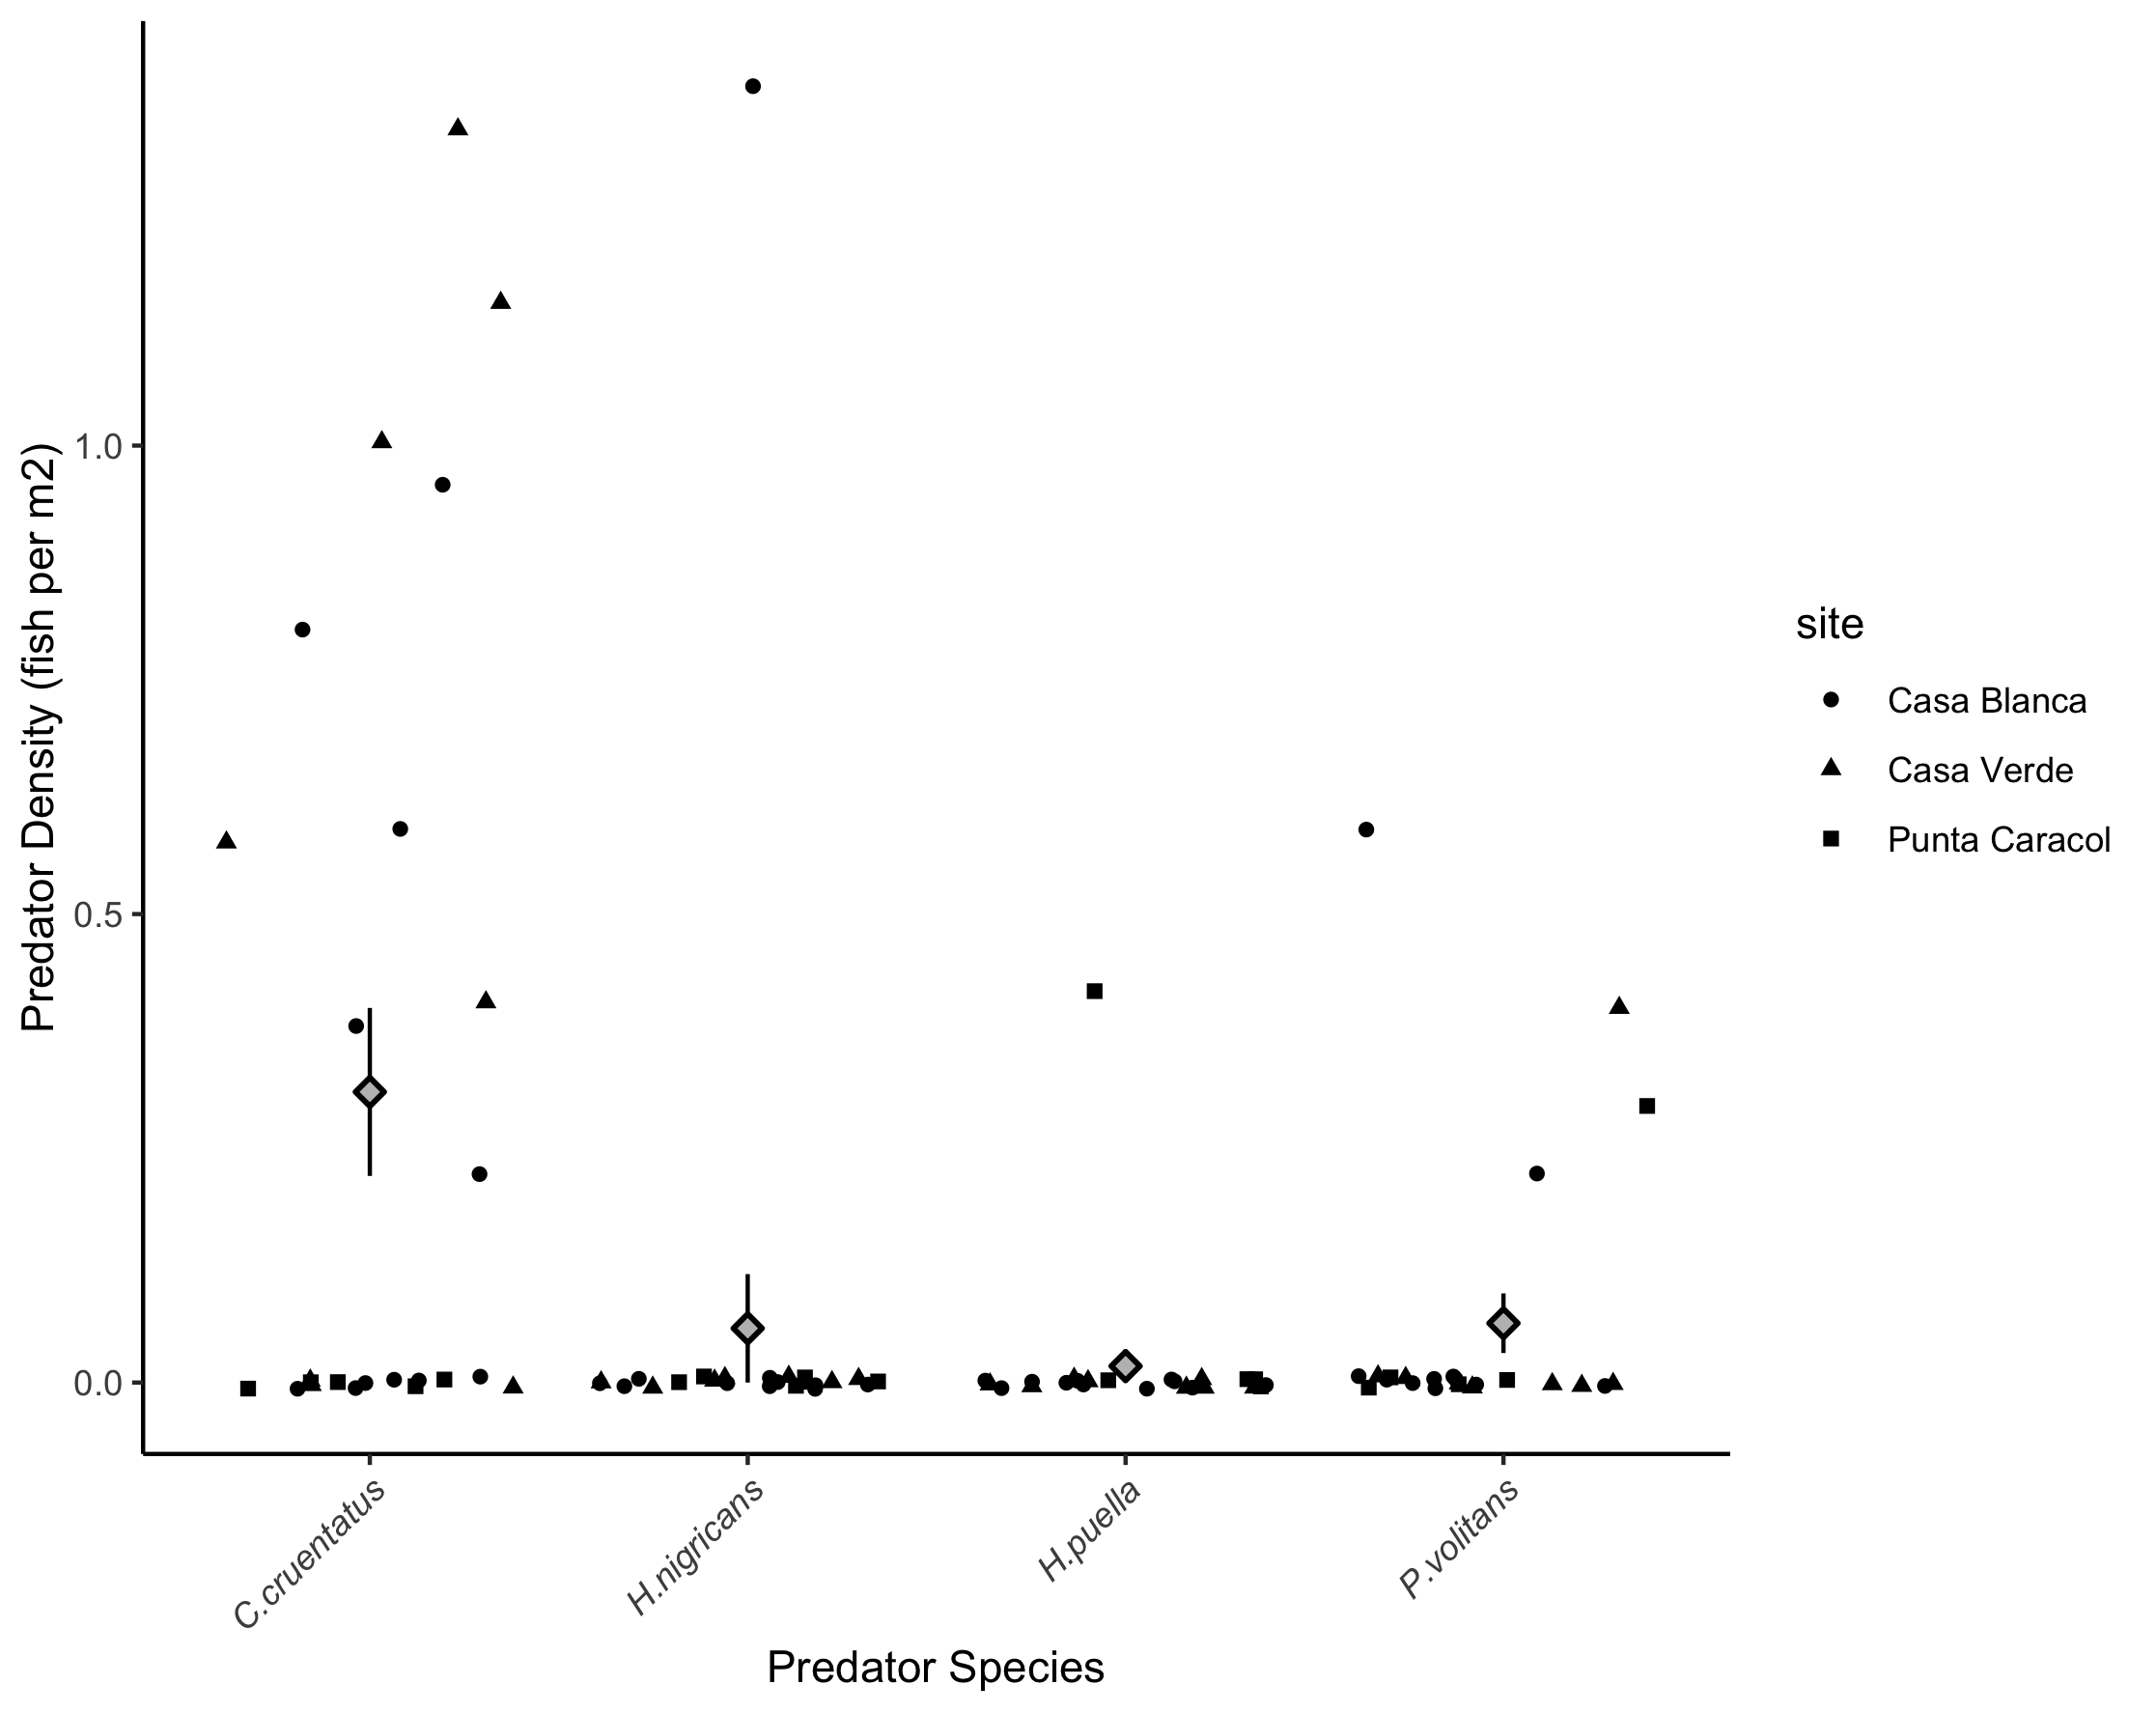 Predator Density (fish per m2)
1.0
0.5
0.0
C.cruentatus
H.nigricans
H.puella
P.volitans
Predator Species
site
Casa Blanca
Casa Verde
Punta Caracol